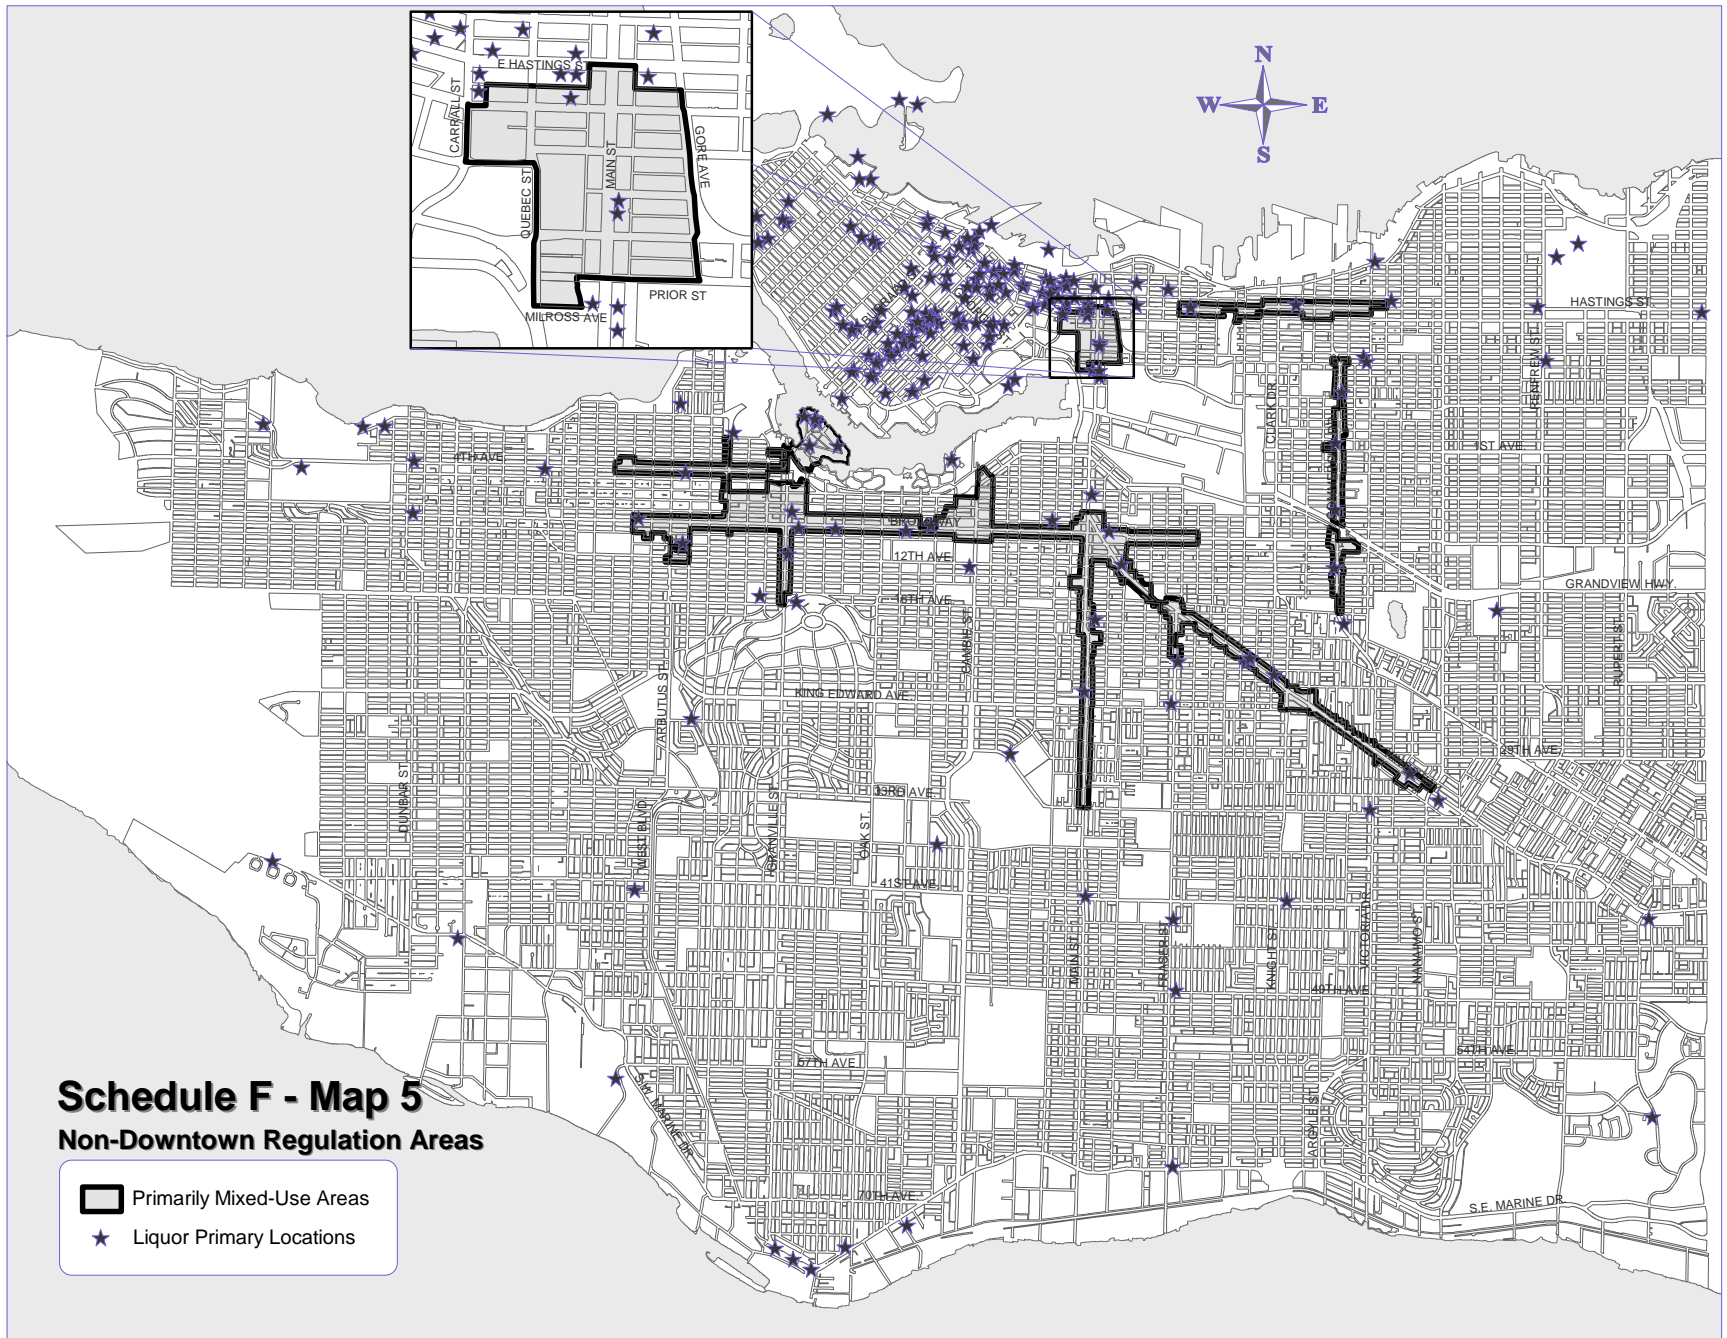 E HASTINGS ST
CARRALL ST
GORE AVE
MAIN ST
QUEBEC ST
PRIOR ST
MILROSS AVE
N
W E
S
HASTINGS ST.
RENFREW ST.
CLARK DR.
1ST AVE.
4TH AVE.
BROADWAY
12TH AVE.
16TH AVE.
GRANDVIEW HWY.
CAMBIE ST.
RUPERT ST.
ARBUTUS ST.
KING EDWARD AVE.
29TH AVE.
DUNBAR ST.
33RD AVE.
WEST BLVD.
GRANVILLE ST.
OAK ST.
41ST AVE.
MAIN ST.
FRASER ST.
KNIGHT ST.
VICTORIA DR.
NANAIMO ST.
49TH AVE.
57TH AVE.
54TH AVE.
S.W. MARINE DR.
ARGYLE ST.
70TH AVE.
S.E. MARINE DR.
Schedule F - Map 5
Non-Downtown Regulation Areas
Primarily Mixed-Use Areas
Liquor Primary Locations